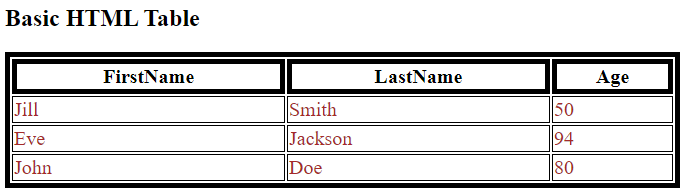 Basic HTML Table
FirstName LastName Age
Jill Smith 50
Eve Jackson 94
John Doe 80